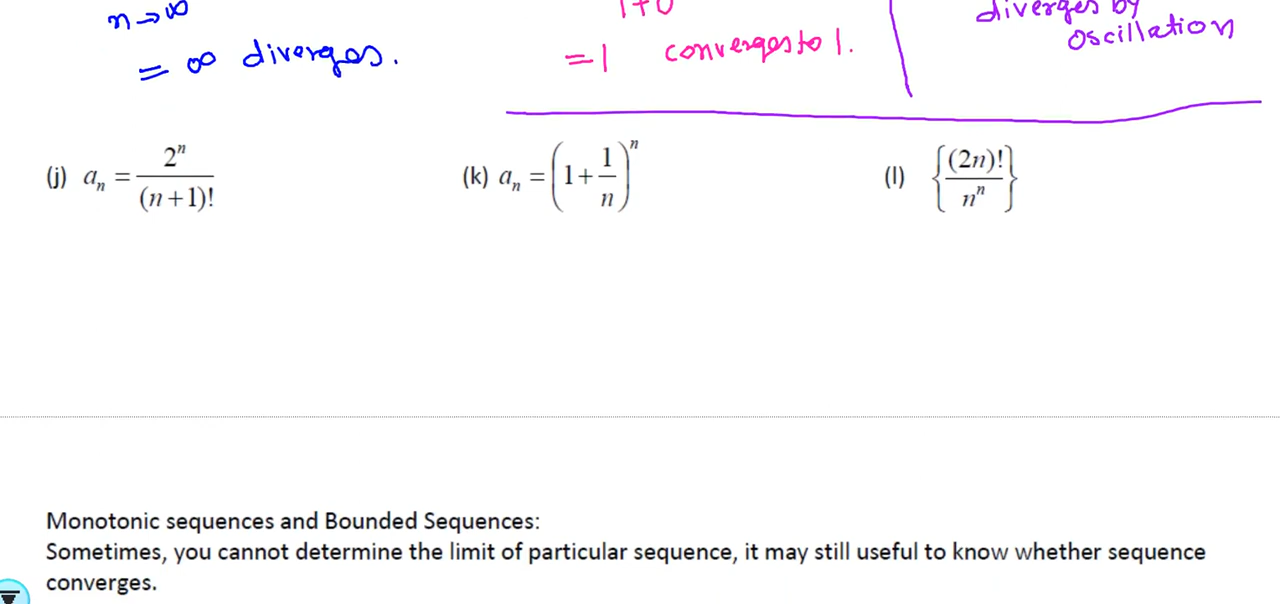 n→∞
= ∞ diverges.
1+0
= 1 converges to 1.
diverges by
oscillation
(j) aₙ = 2ⁿ/(n+1)!
(k) aₙ = (1 + 1/n)ⁿ
(l) {(2n)!/nⁿ}
Monotonic sequences and Bounded Sequences:
Sometimes, you cannot determine the limit of particular sequence, it may still useful to know whether sequence
converges.